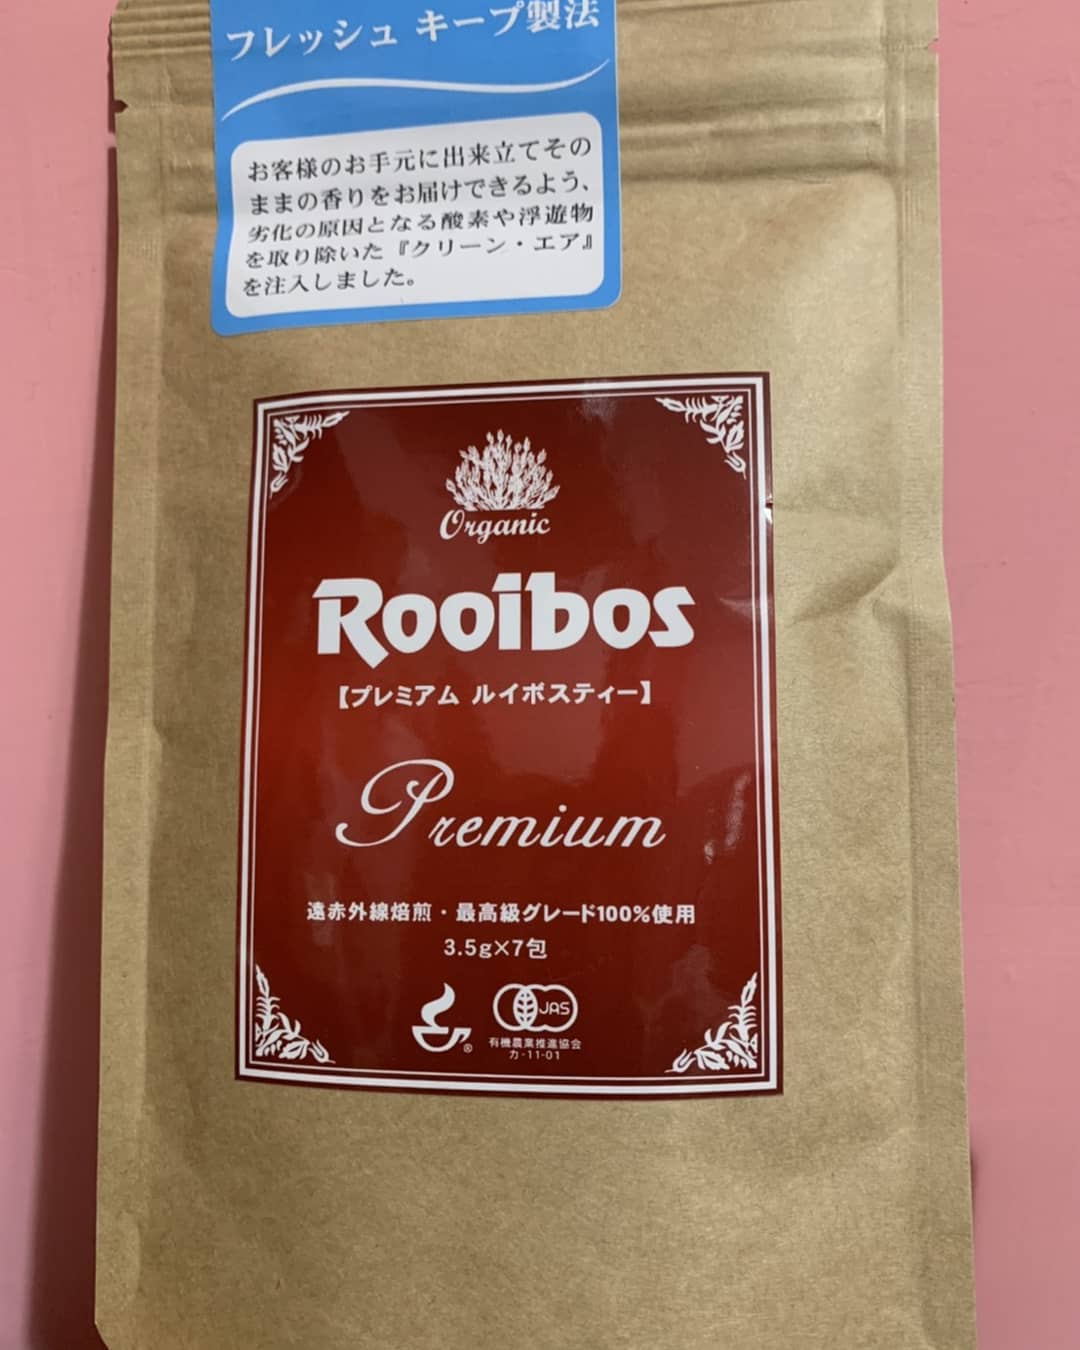 フレッシュ キープ製法
お客様のお手元に出来立てその
ままの香りをお届けできるよう、
劣化の原因となる酸素や浮遊物
を取り除いた『クリーン・エア』
を注入しました。
Organic
Rooibos
【プレミアム ルイボスティー】
Premium
遠赤外線焙煎・最高級グレード100%使用
3.5g×7包
®
JAS
有機農業推進協会
カ-11-01